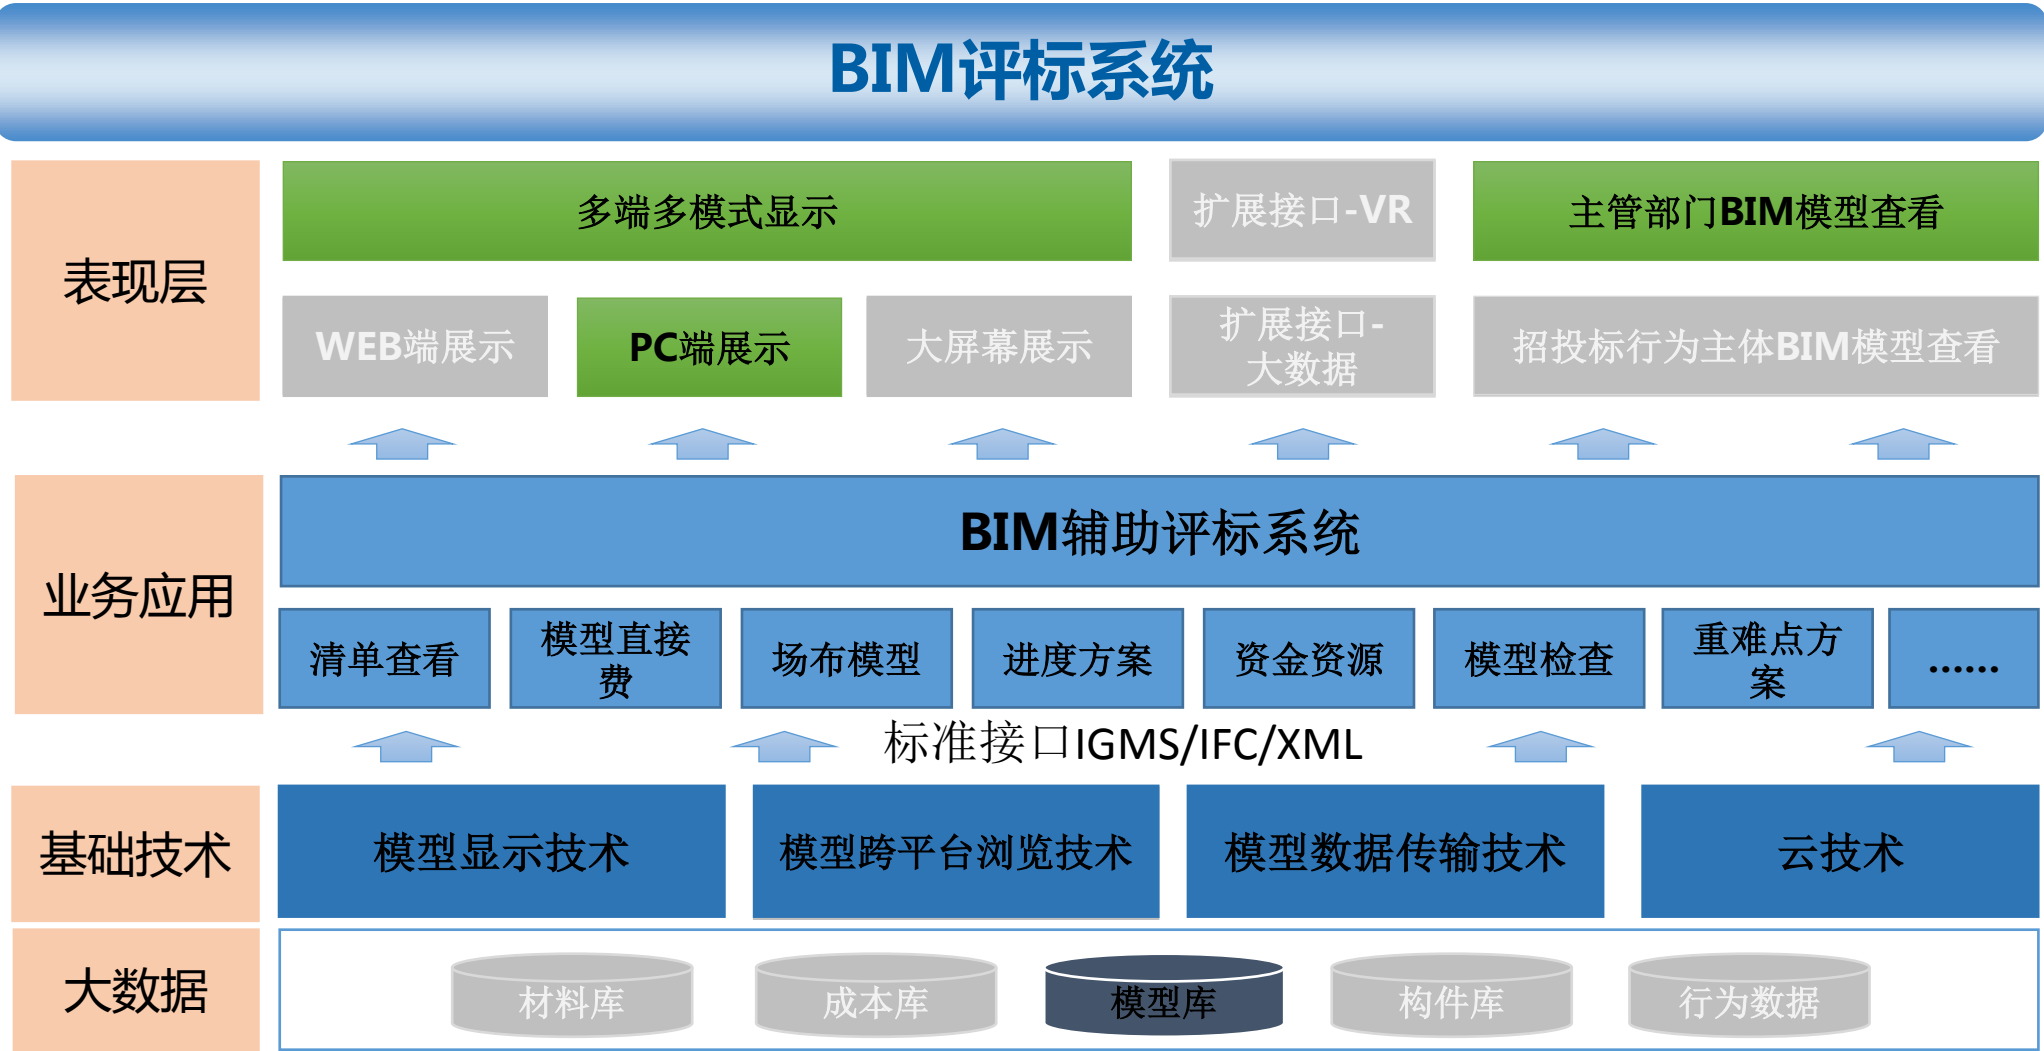 BIM评标系统
表现层
多端多模式显示
扩展接口-VR
主管部门BIM模型查看
WEB端展示
PC端展示
大屏幕展示
扩展接口-
大数据
招投标行为主体BIM模型查看
业务应用
BIM辅助评标系统
清单查看
模型直接
费
场布模型
进度方案
资金资源
模型检查
重难点方
案
……
标准接口IGMS/IFC/XML
基础技术
模型显示技术
模型跨平台浏览技术
模型数据传输技术
云技术
大数据
材料库
成本库
模型库
构件库
行为数据